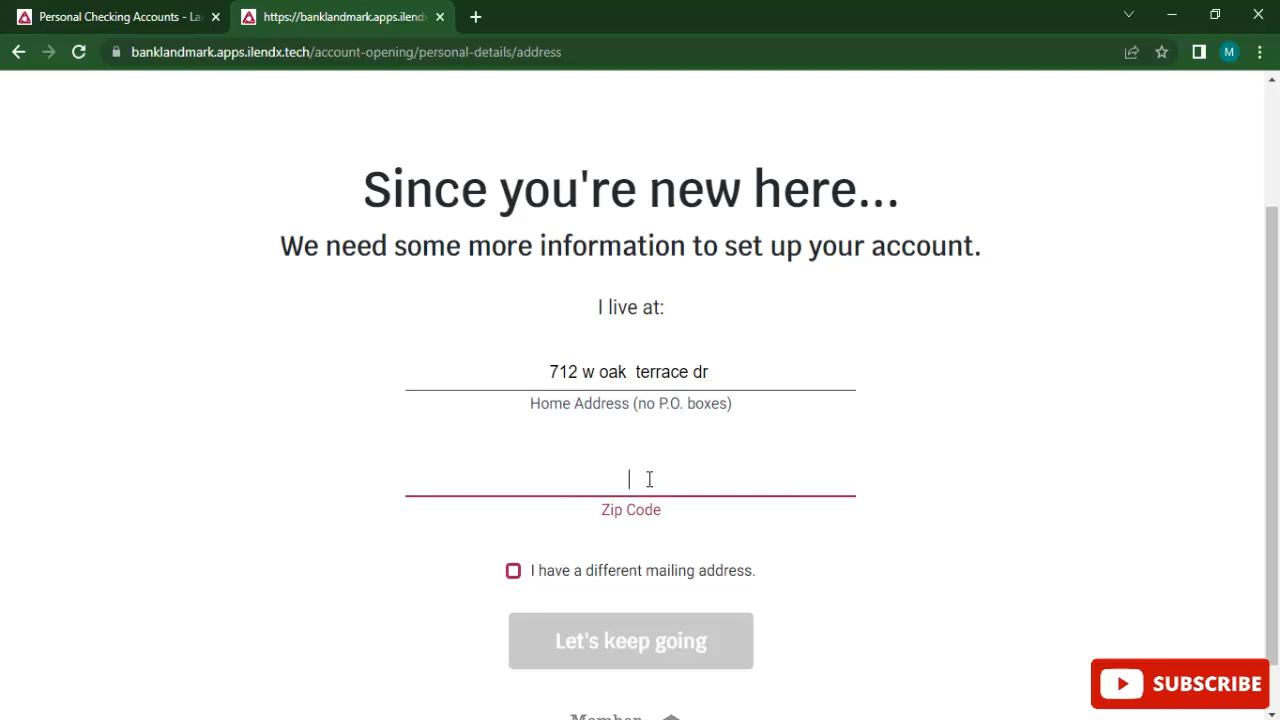 Personal Checking Accounts - La
https://banklandmark.apps.ilend
banklandmark.apps.ilendx.tech/account-opening/personal-details/address
M
Since you're new here...
We need some more information to set up your account.
I live at:
712 w oak  terrace dr
Home Address (no P.O. boxes)
Zip Code
I have a different mailing address.
Let's keep going
SUBSCRIBE
Member